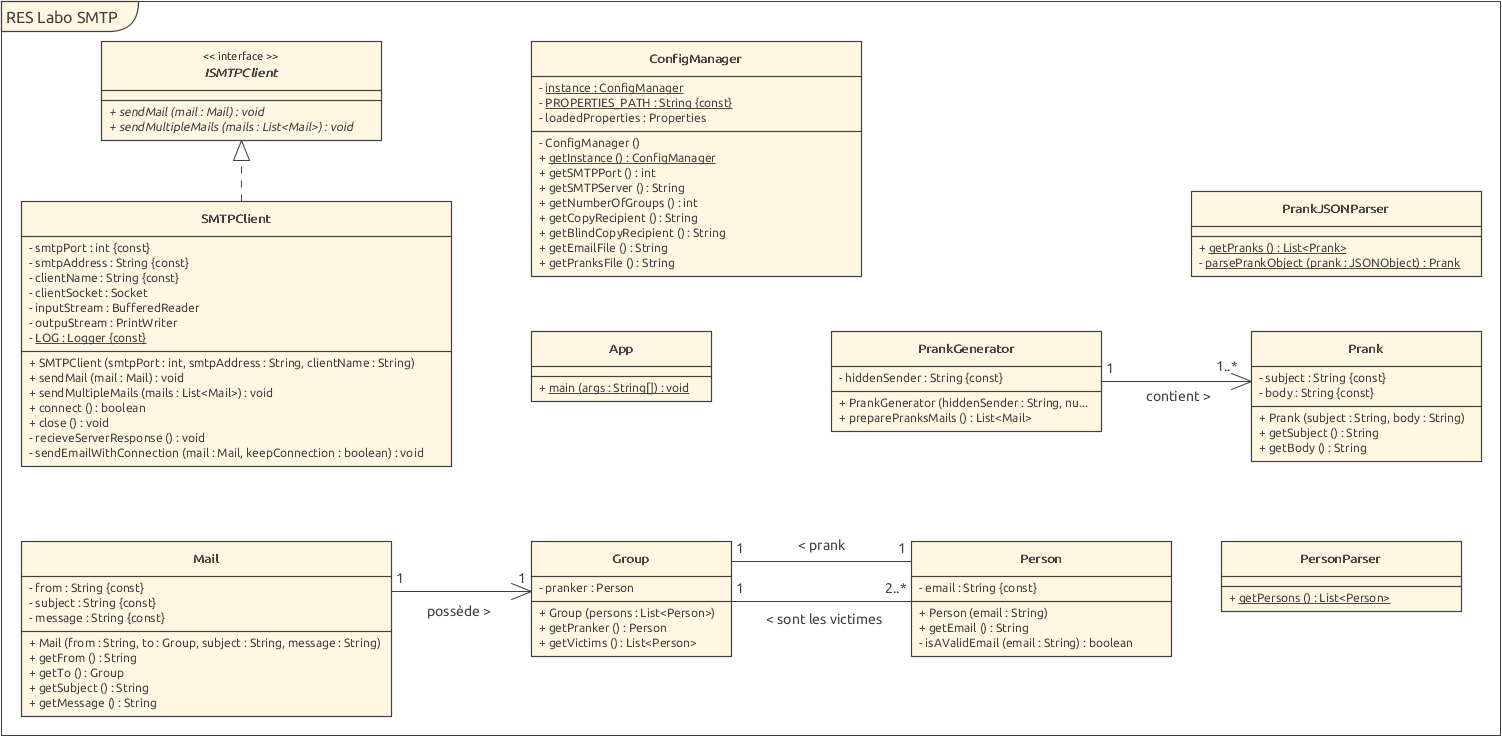 RES Labo SMTP
<< interface >>
ISMTPClient
+ sendMail (mail : Mail) : void
+ sendMultipleMails (mails : List<Mail>) : void
SMTPClient
- smtpPort : int {const}
- smtpAddress : String {const}
- clientName : String {const}
- clientSocket : Socket
- inputStream : BufferedReader
- outpuStream : PrintWriter
- LOG : Logger {const}
+ SMTPClient (smtpPort : int, smtpAddress : String, clientName : String)
+ sendMail (mail : Mail) : void
+ sendMultipleMails (mails : List<Mail>) : void
+ connect () : boolean
+ close () : void
- recieveServerResponse () : void
- sendEmailWithConnection (mail : Mail, keepConnection : boolean) : void
ConfigManager
- instance : ConfigManager
- PROPERTIES_PATH : String {const}
- loadedProperties : Properties
- ConfigManager ()
+ getInstance () : ConfigManager
+ getSMTPPort () : int
+ getSMTPServer () : String
+ getNumberOfGroups () : int
+ getCopyRecipient () : String
+ getBlindCopyRecipient () : String
+ getEmailFile () : String
+ getPranksFile () : String
PrankJSONParser
+ getPranks () : List<Prank>
- parsePrankObject (prank : JSONObject) : Prank
App
+ main (args : String[]) : void
PrankGenerator
- hiddenSender : String {const}
+ PrankGenerator (hiddenSender : String, nu...
+ preparePranksMails () : List<Mail>
1
1..*
contient >
Prank
- subject : String {const}
- body : String {const}
+ Prank (subject : String, body : String)
+ getSubject () : String
+ getBody () : String
Mail
- from : String {const}
- subject : String {const}
- message : String {const}
+ Mail (from : String, to : Group, subject : String, message : String)
+ getFrom () : String
+ getTo () : Group
+ getSubject () : String
+ getMessage () : String
1
1
possède >
Group
- pranker : Person
+ Group (persons : List<Person>)
+ getPranker () : Person
+ getVictims () : List<Person>
1
< prank
1
1
2..*
< sont les victimes
Person
- email : String {const}
+ Person (email : String)
+ getEmail () : String
- isAValidEmail (email : String) : boolean
PersonParser
+ getPersons () : List<Person>